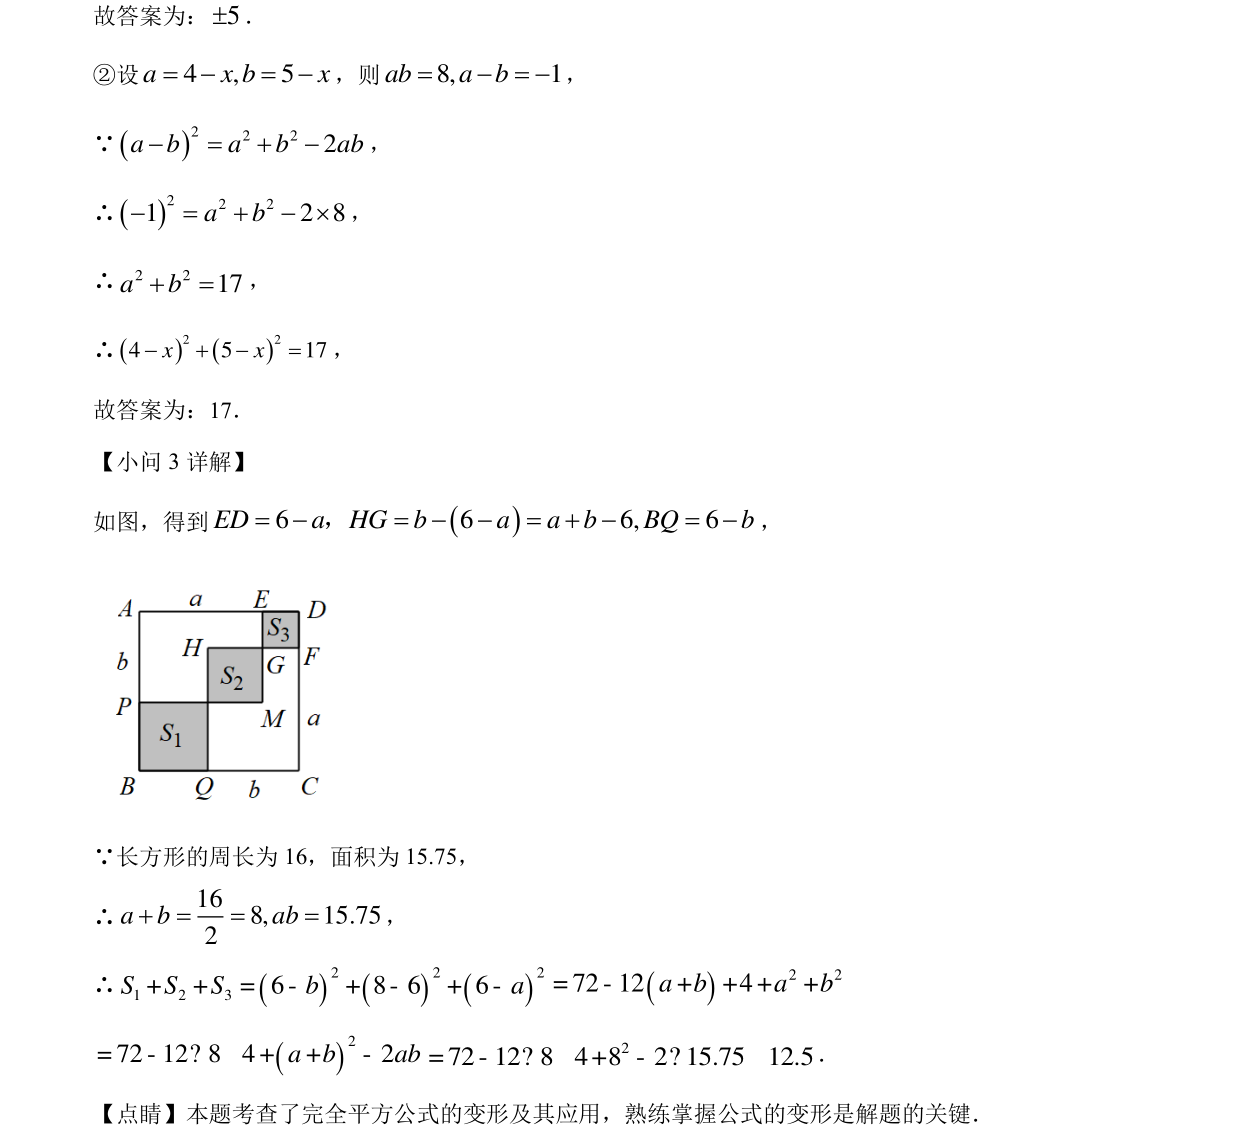 故答案为：±5．
②设a=4−x,b=5−x，则ab=8,a−b=−1，
∵(a−b)²=a²+b²−2ab，
∴(−1)²=a²+b²−2×8，
∴a²+b²=17，
∴(4−x)²+(5−x)²=17，
故答案为：17．
【小问 3 详解】
如图，得到ED=6−a，HG=b−(6−a)=a+b−6,BQ=6−b，
A a E D
S₃
H G F
b S₂
P M a
S₁
B Q b C
∵长方形的周长为 16，面积为 15.75，
∴a+b=16/2=8,ab=15.75，
∴S₁+S₂+S₃=(6- b)²+(8- 6)²+(6- a)²=72- 12(a+b)+4+a²+b²
=72- 12? 8 4+(a+b)²- 2ab=72- 12? 8 4+8²- 2? 15.75 12.5．
【点睛】本题考查了完全平方公式的变形及其应用，熟练掌握公式的变形是解题的关键．